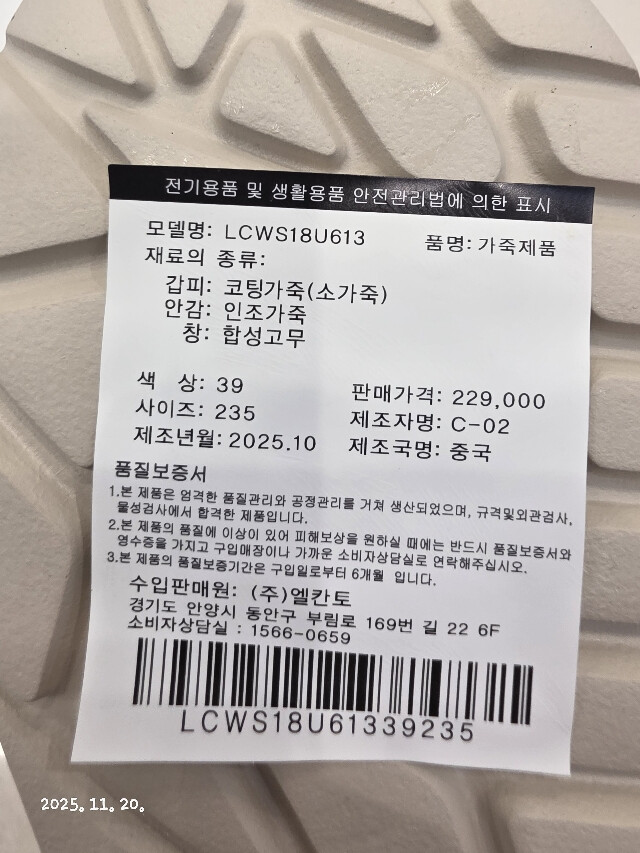 전기용품 및 생활용품 안전관리법에 의한 표시
모델명: LCWS18U613 품명: 가죽제품
재료의 종류:
갑피: 코팅가죽(소가죽)
안감: 인조가죽
창: 합성고무
색 상: 39 판매가격: 229,000
사이즈: 235 제조자명: C-02
제조년월: 2025.10 제조국명: 중국
품질보증서
1.본 제품은 엄격한 품질관리와 공정관리를 거쳐 생산되었으며, 규격및외관검사,
물성검사에서 합격한 제품입니다.
2.본 제품의 품질에 이상이 있어 피해보상을 원하실 때에는 반드시 품질보증서와
영수증을 가지고 구입매장이나 가까운 소비자상담실로 연락해주십시오.
3.본 제품의 품질보증기간은 구입일로부터 6개월 입니다.
수입판매원: (주)엘칸토
경기도 안양시 동안구 부림로 169번 길 22 6F
소비자상담실 : 1566-0659
LCWS18U61339235
2025. 11. 20.